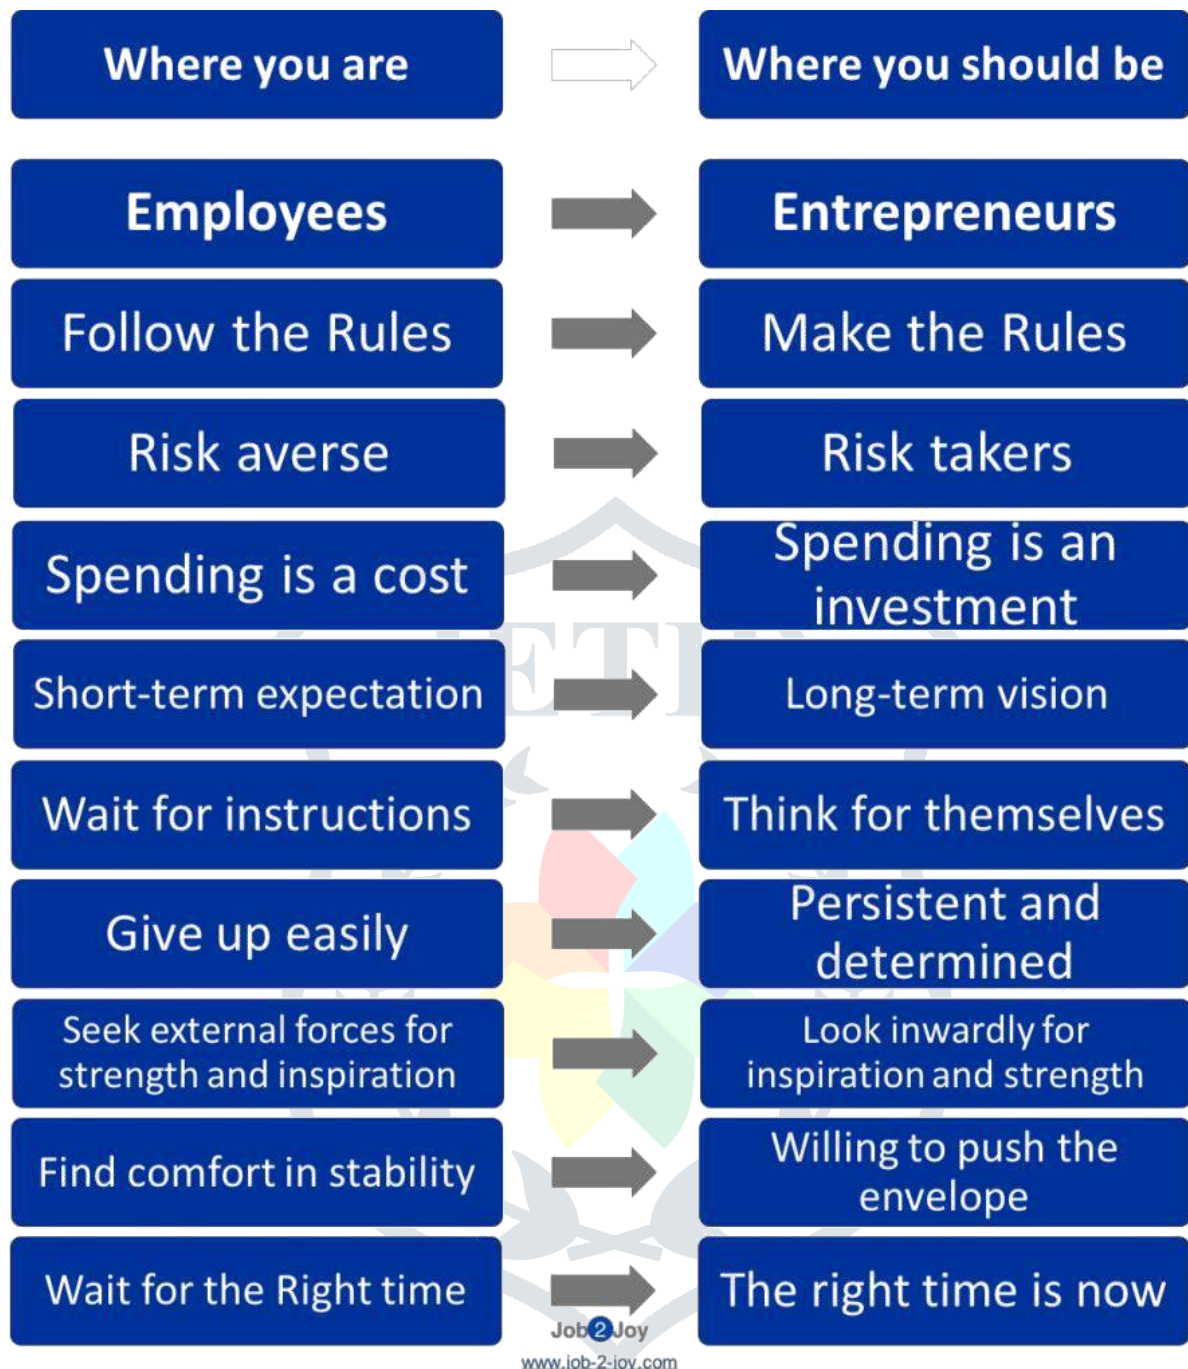 Where you are
Where you should be
Employees
Entrepreneurs
Follow the Rules
Make the Rules
Risk averse
Risk takers
Spending is a cost
Spending is an
investment
Short-term expectation
Long-term vision
Wait for instructions
Think for themselves
Give up easily
Persistent and
determined
Seek external forces for
strength and inspiration
Look inwardly for
inspiration and strength
Find comfort in stability
Willing to push the
envelope
Wait for the Right time
The right time is now
Job2Joy
www.job-2-joy.com